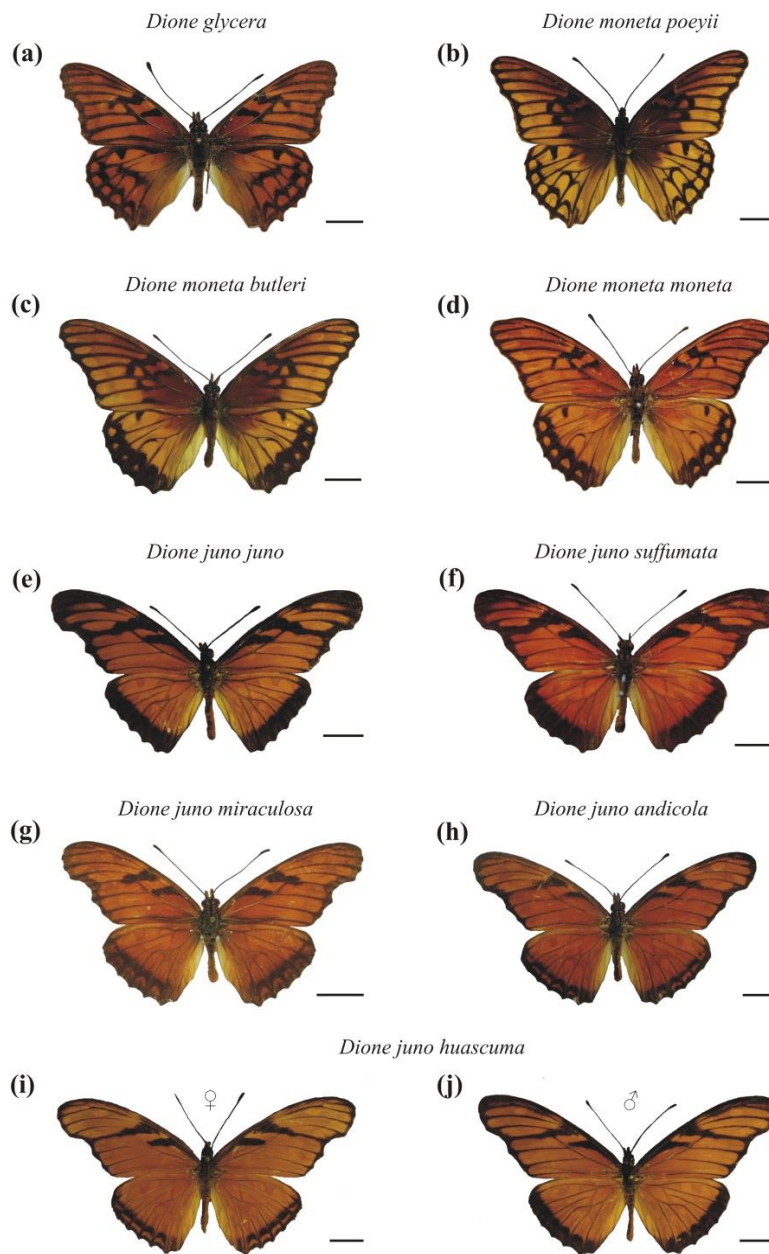 Dione glycera
Dione moneta poeyii
(a)
(b)
Dione moneta butleri
Dione moneta moneta
(c)
(d)
Dione juno juno
Dione juno suffumata
(e)
(f)
Dione juno miraculosa
Dione juno andicola
(g)
(h)
Dione juno huascuma
(i)
♀
(j)
♂